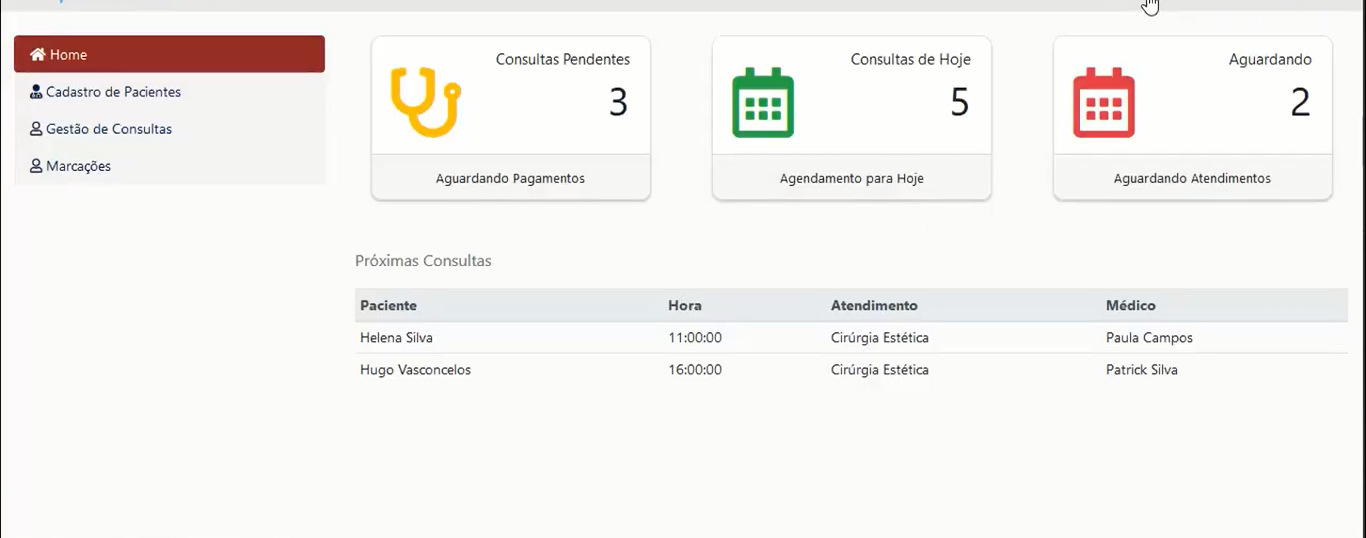 Home
Cadastro de Pacientes
Gestão de Consultas
Marcações
Consultas Pendentes
3
Aguardando Pagamentos
Consultas de Hoje
5
Agendamento para Hoje
Aguardando
2
Aguardando Atendimentos
Próximas Consultas
Paciente Hora Atendimento Médico
Helena Silva 11:00:00 Cirúrgia Estética Paula Campos
Hugo Vasconcelos 16:00:00 Cirúrgia Estética Patrick Silva